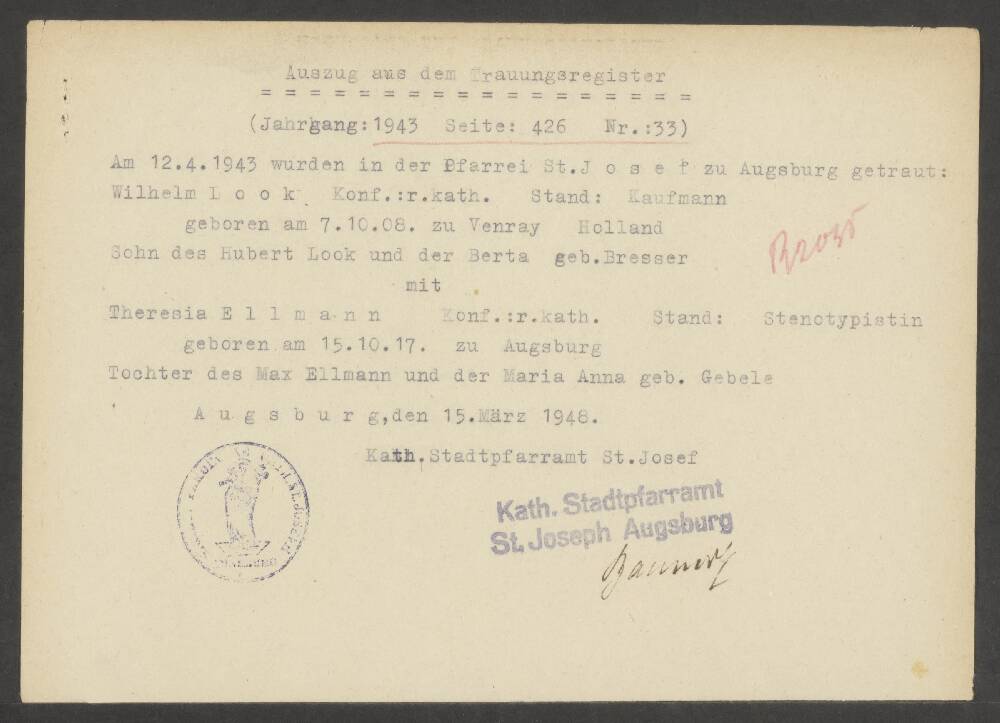 Auszug aus dem Trauungsregister
= = = = = = = = = = = = = = = = = =
(Jahrgang:1943 Seite: 426 Nr.:33)
Am 12.4.1943 wurden in der Pfarrei St.J o s e f zu Augsburg getraut:
Wilhelm L o o k Konf.:r.kath. Stand: Kaufmann
geboren am 7.10.08. zu Venray Holland
Sohn des Hubert Look und der Berta geb.Bresser
mit
Theresia E l l m a n n Konf.:r.kath. Stand: Stenotypistin
geboren am 15.10.17. zu Augsburg
Tochter des Max Ellmann und der Maria Anna geb. Gebele
A u g s b u r g,den 15.März 1948.
Kath.Stadtpfarramt St.Josef
Kath. Stadtpfarramt
St. Joseph Augsburg